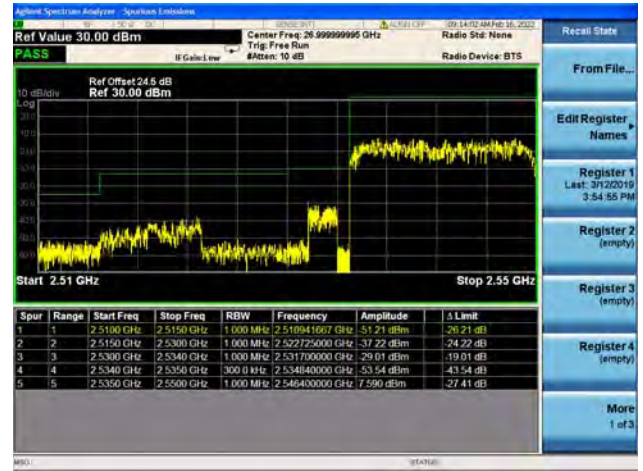 Agilent Spectrum Analyzer - Spurious Emissions
SENSE:INT
ALIGN OFF
09:14:02 AM Feb 16, 2022
Ref Value 30.00 dBm
Center Freq: 26.999999995 GHz
Radio Std: None
PASS
Trig: Free Run
IFGain:Low
#Atten: 10 dB
Radio Device: BTS
Ref Offset 24.5 dB
10 dB/div
Ref 30.00 dBm
Log
Start 2.51 GHz
Stop 2.55 GHz
Spur Range Start Freq Stop Freq RBW Frequency Amplitude Δ Limit
1 1 2.5100 GHz 2.5150 GHz 1.000 MHz 2.510941667 GHz -51.21 dBm -26.21 dB
2 2 2.5150 GHz 2.5300 GHz 1.000 MHz 2.522725000 GHz -37.22 dBm -24.22 dB
3 3 2.5300 GHz 2.5340 GHz 1.000 MHz 2.531700000 GHz -29.01 dBm -19.01 dB
4 4 2.5340 GHz 2.5350 GHz 300.0 kHz 2.534840000 GHz -53.54 dBm -43.54 dB
5 5 2.5350 GHz 2.5500 GHz 1.000 MHz 2.546400000 GHz 7.590 dBm -27.41 dB
MSG
STATUS
Recall State
From File...
Edit Register
Names
Register 1
Last: 3/12/2019
3:54:55 PM
Register 2
(empty)
Register 3
(empty)
Register 4
(empty)
More
1 of 3